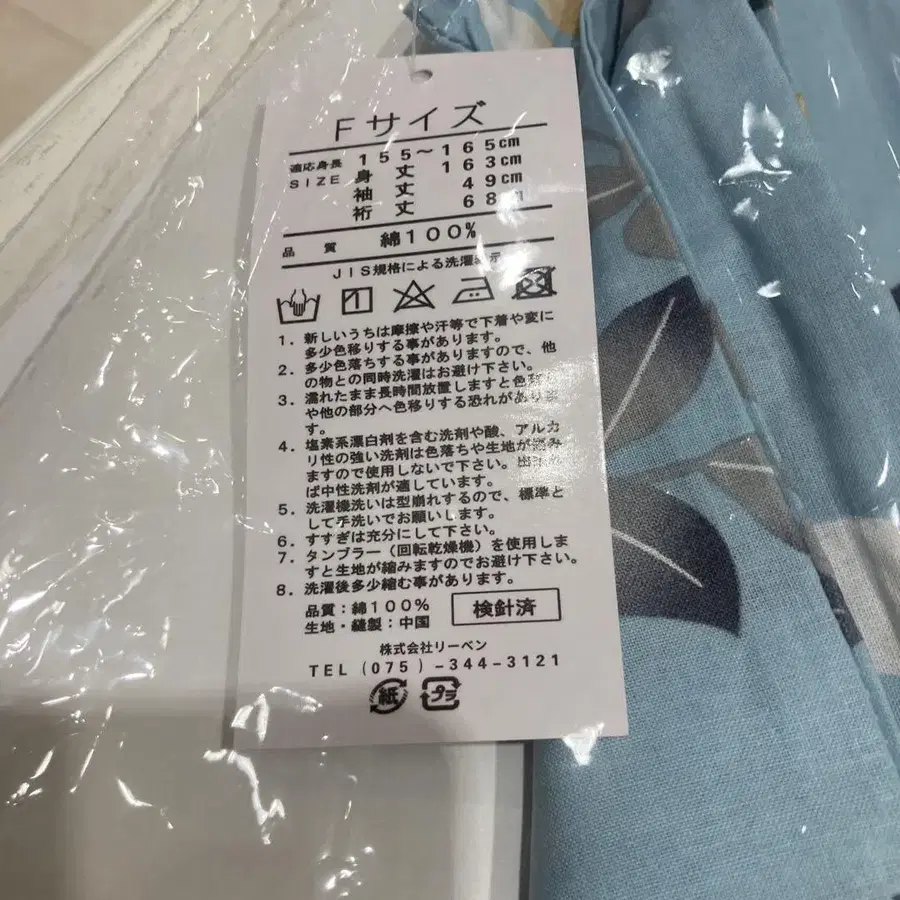 Fサイズ
適応身長 155～165cm
SIZE 身丈 163cm
袖丈 49cm
裄丈 68cm
品質 綿100%
JIS規格による洗濯表示
1. 新しいうちは摩擦や汗等で下着や変に
多少色移りする事があります。
2. 多少色落ちする事がありますので、他
の物との同時洗濯はお避け下さい。
3. 濡れたまま長時間放置しますと色移り
や他の部分へ色移りする恐れがありま
す。
4. 塩素系漂白剤を含む洗剤や酸、アルカ
リ性の強い洗剤は色落ちや生地が
ますので使用しないで下さい。出来れ
ば中性洗剤が適しています。
5. 洗濯機洗いは型崩れするので、標準と
して手洗いでお願いします。
6. すすぎは充分にして下さい。
7. タンブラー（回転乾燥機）を使用しま
すと生地が縮みますのでお避け下さい。
8. 洗濯後多少縮む事があります。
品質：綿100%
生地・縫製：中国
検針済
株式会社リーベン
TEL (075)-344-3121
紙 プラ